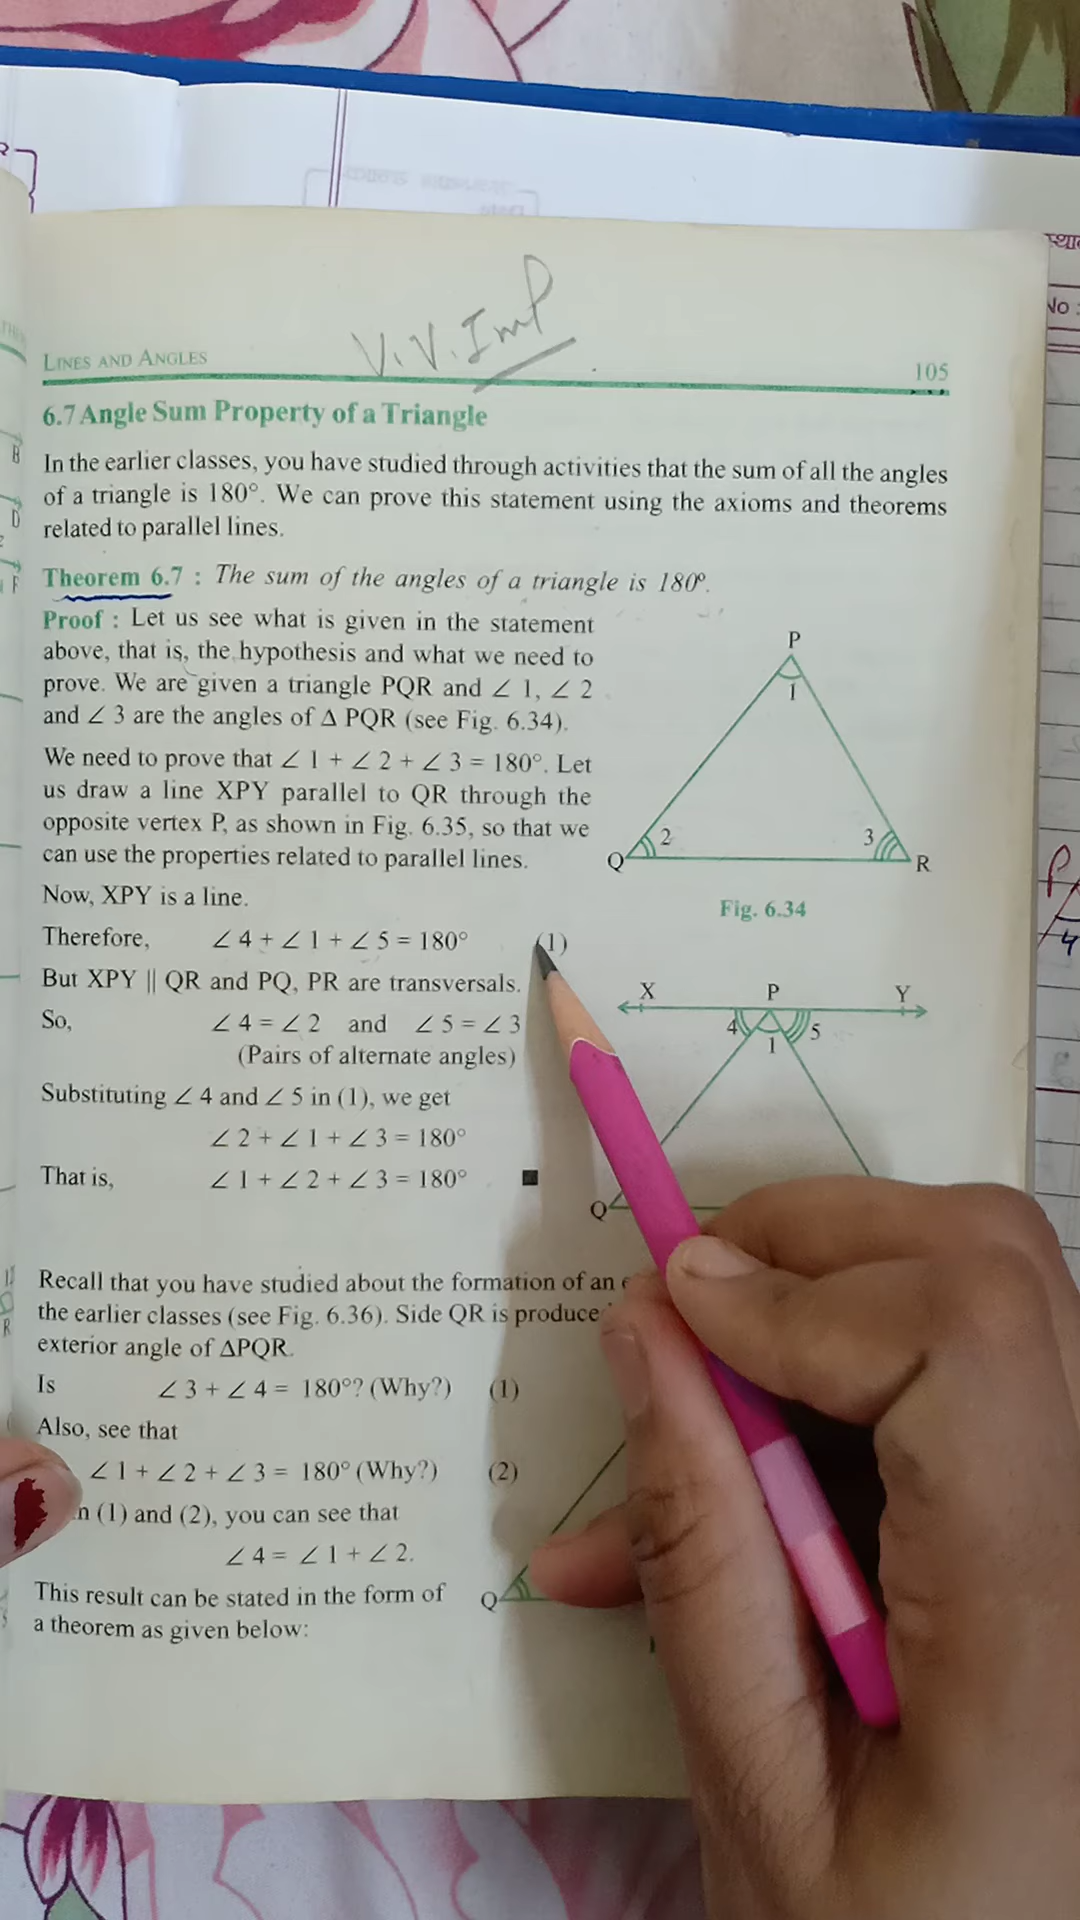 V. V. Imp
LINES AND ANGLES 105
6.7 Angle Sum Property of a Triangle
In the earlier classes, you have studied through activities that the sum of all the angles
of a triangle is 180°. We can prove this statement using the axioms and theorems
related to parallel lines.
Theorem 6.7 : The sum of the angles of a triangle is 180º.
Proof : Let us see what is given in the statement
above, that is, the hypothesis and what we need to
prove. We are given a triangle PQR and ∠ 1, ∠ 2
and ∠ 3 are the angles of Δ PQR (see Fig. 6.34).
We need to prove that ∠ 1 + ∠ 2 + ∠ 3 = 180°. Let
us draw a line XPY parallel to QR through the
opposite vertex P, as shown in Fig. 6.35, so that we
can use the properties related to parallel lines.
P
1
2
3
Q
R
Fig. 6.34
Now, XPY is a line.
Therefore, ∠ 4 + ∠ 1 + ∠ 5 = 180° (1)
But XPY || QR and PQ, PR are transversals.
So, ∠ 4 = ∠ 2 and ∠ 5 = ∠ 3
(Pairs of alternate angles)
Substituting ∠ 4 and ∠ 5 in (1), we get
∠ 2 + ∠ 1 + ∠ 3 = 180°
That is, ∠ 1 + ∠ 2 + ∠ 3 = 180°
X P Y
4 1 5
Q
Recall that you have studied about the formation of an
the earlier classes (see Fig. 6.36). Side QR is produce
exterior angle of ΔPQR.
Is ∠ 3 + ∠ 4 = 180°? (Why?) (1)
Also, see that
∠ 1 + ∠ 2 + ∠ 3 = 180° (Why?) (2)
n (1) and (2), you can see that
∠ 4 = ∠ 1 + ∠ 2.
This result can be stated in the form of
a theorem as given below:
Q
No :